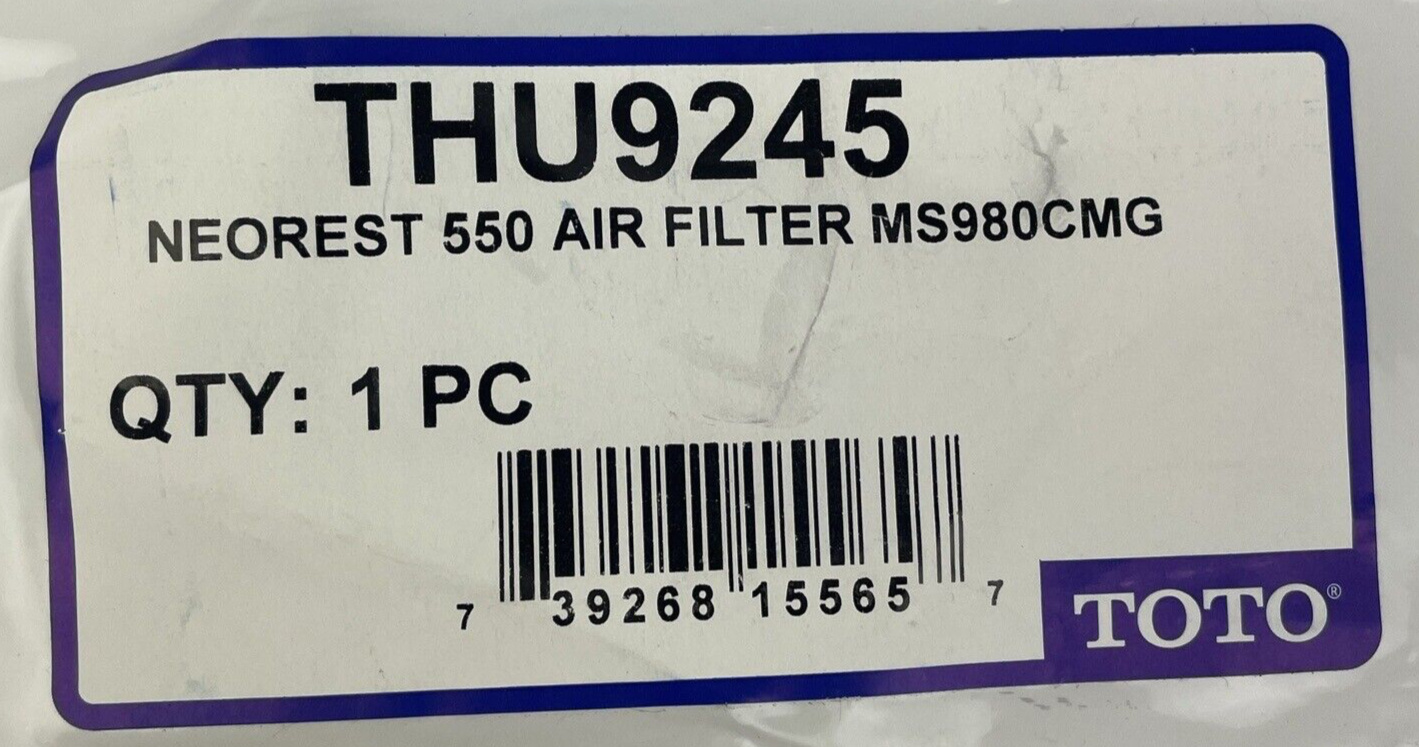 THU9245
NEOREST 550 AIR FILTER MS980CMG
QTY: 1 PC
7 39268 15565 7
TOTO®